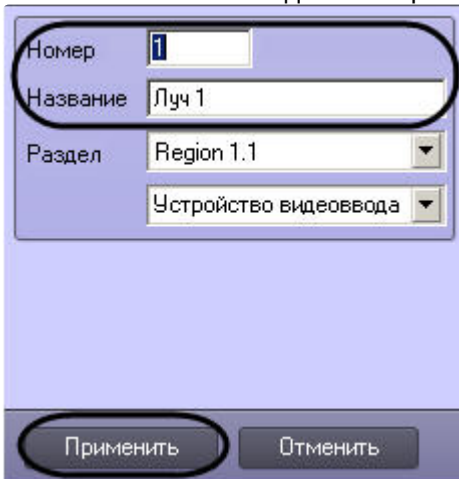 Номер 1
Название Луч 1
Раздел Region 1.1
Устройство видеоввода
Применить Отменить